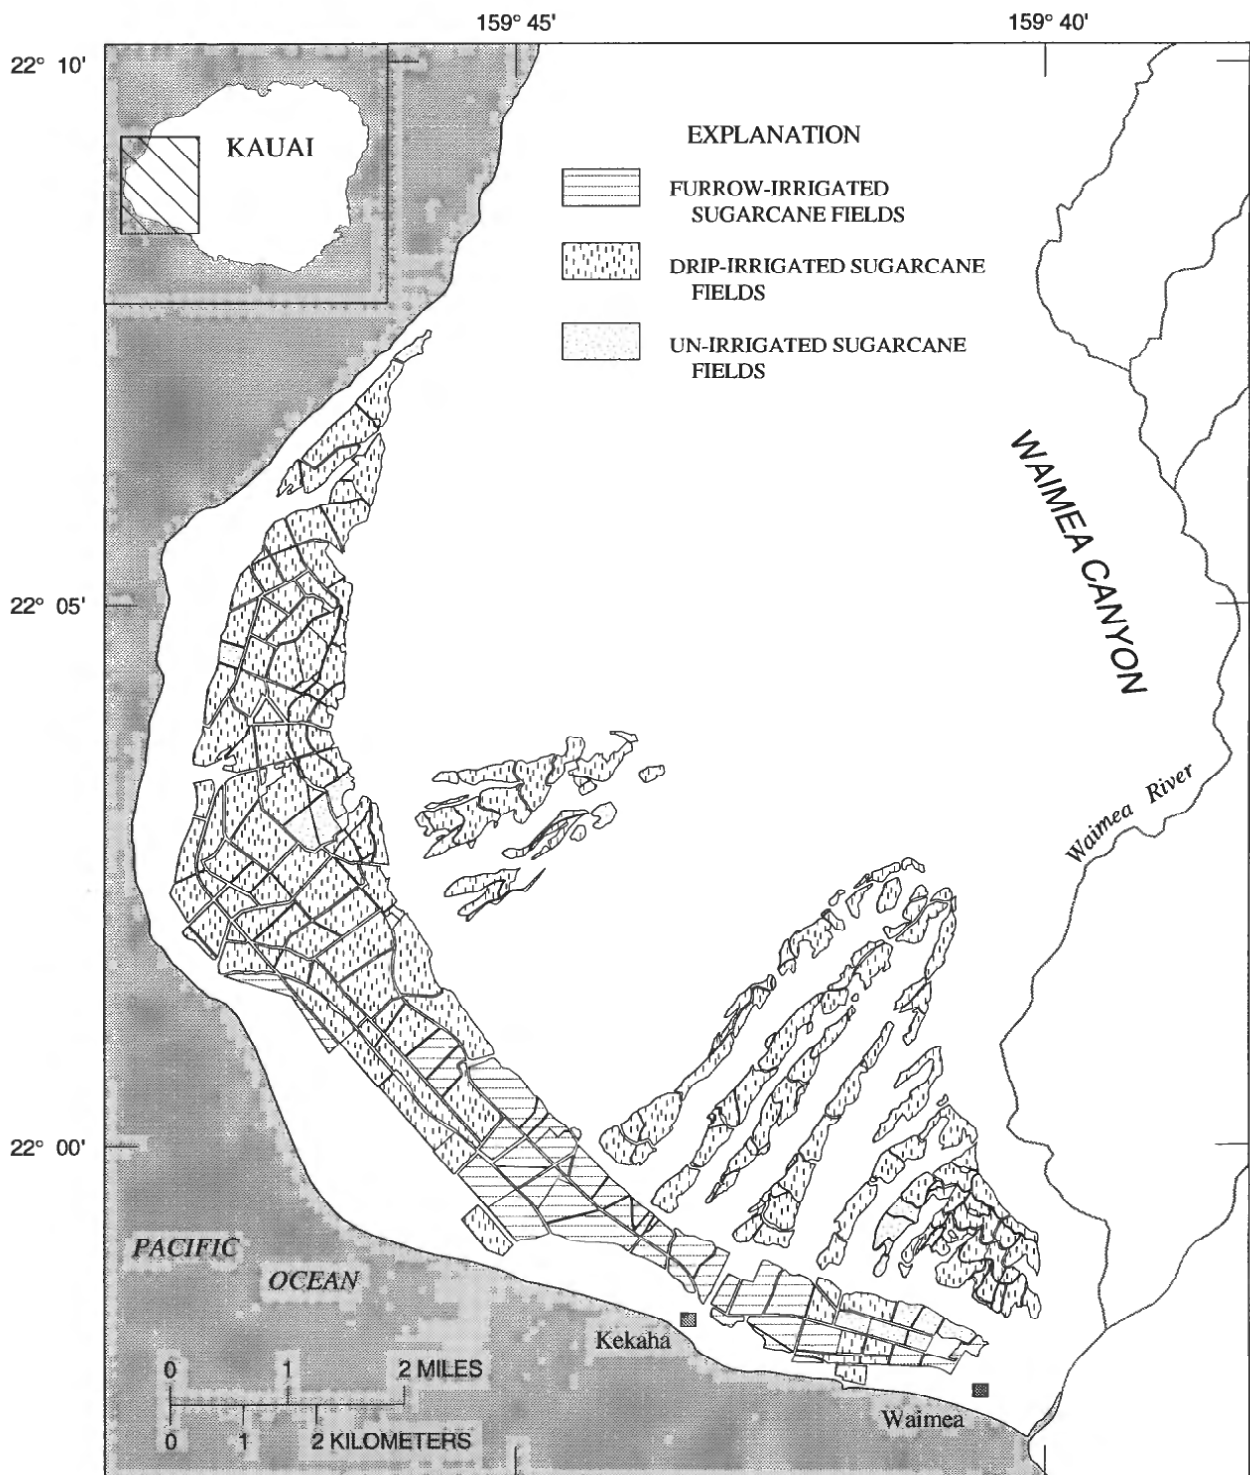 159° 45'
159° 40'
22° 10'
KAUAI
EXPLANATION
FURROW-IRRIGATED
SUGARCANE FIELDS
DRIP-IRRIGATED SUGARCANE
FIELDS
UN-IRRIGATED SUGARCANE
FIELDS
WAIMEA CANYON
22° 05'
Waimea River
22° 00'
PACIFIC
OCEAN
Kekaha
0 1 2 MILES
0 1 2 KILOMETERS
Waimea